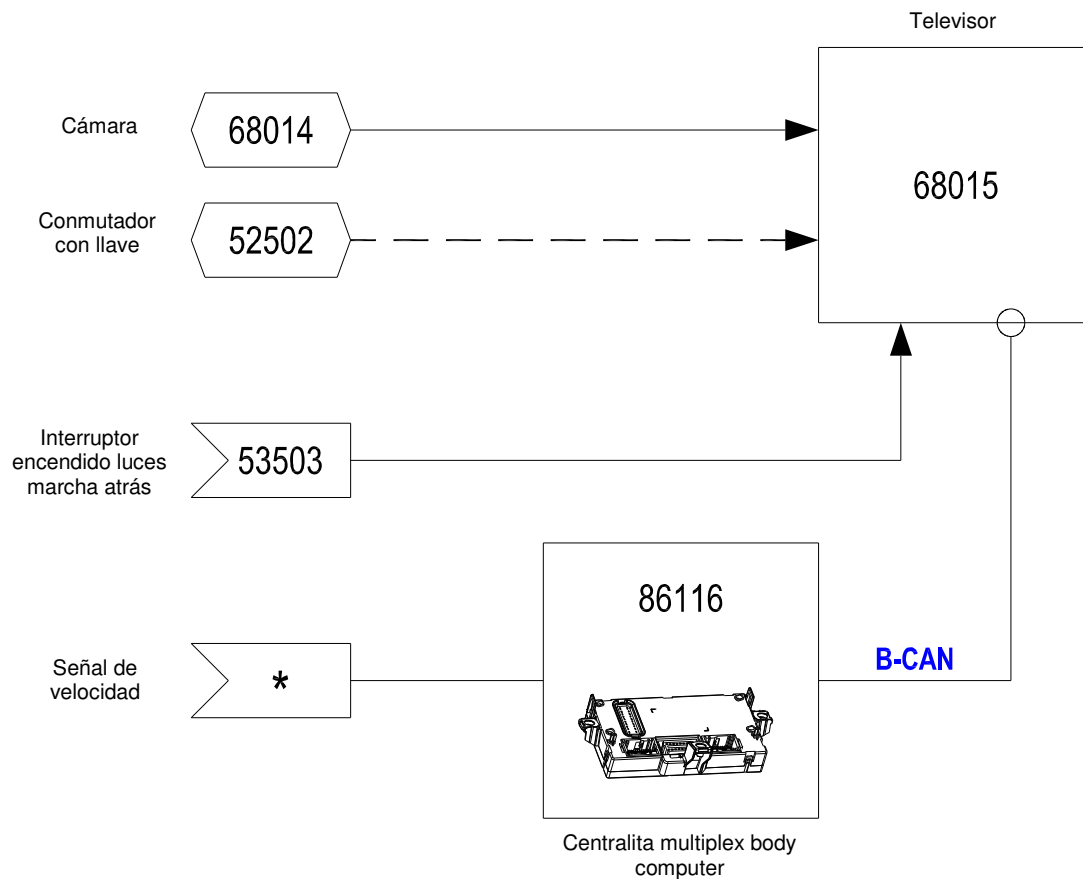 Televisor
Cámara
68014
68015
Conmutador
con llave
52502
Interruptor
encendido luces
marcha atrás
53503
86116
Señal de
velocidad
*
B-CAN
Centralita multiplex body
computer